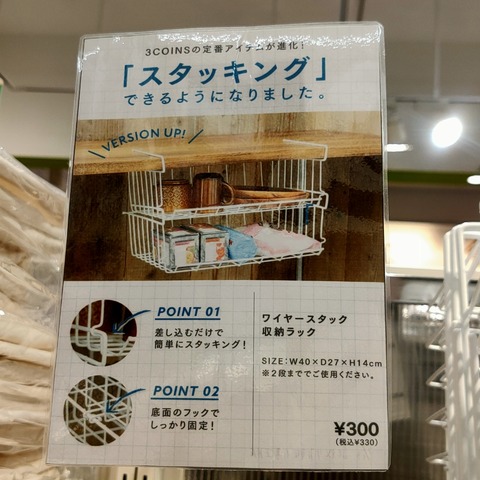 3COINSの定番アイテムが進化!
「スタッキング」
できるようになりました。
VERSION UP!
POINT 01
差し込むだけで
簡単にスタッキング!
POINT 02
底面のフックで
しっかり固定!
ワイヤースタック
収納ラック
SIZE:W40×D27×H14cm
※2段まででご使用ください。
¥300
(税込¥330)